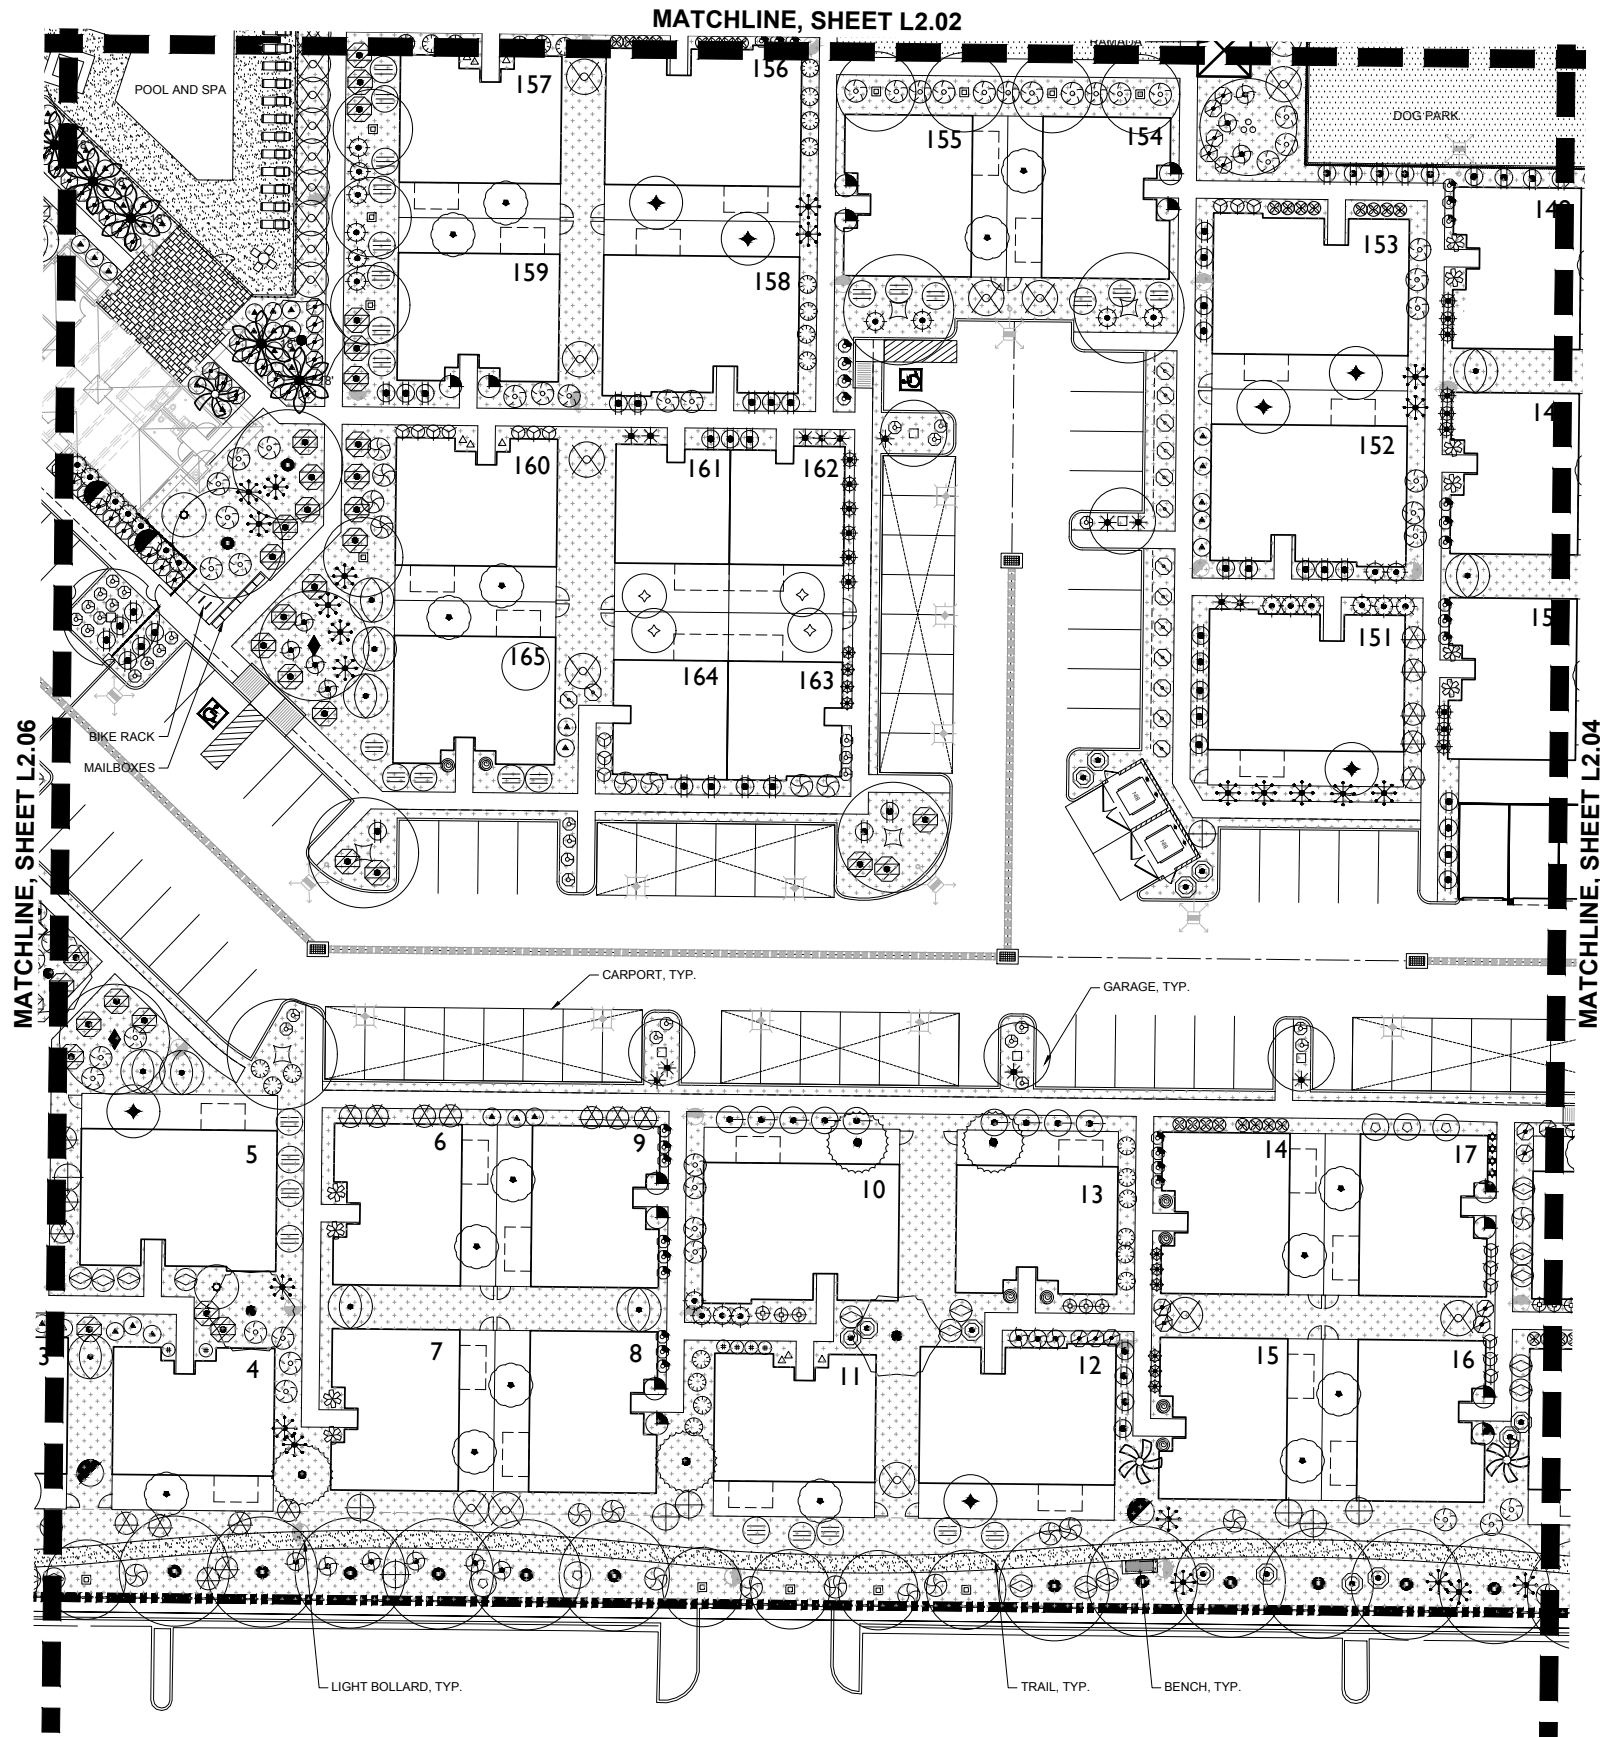 MATCHLINE, SHEET L2.02
RAMADA
POOL AND SPA
157
156
DOG PARK
155
154
153
159
158
152
160
161
162
151
165
164
163
BIKE RACK
MAILBOXES
MATCHLINE, SHEET L2.06
MATCHLINE, SHEET L2.04
CARPORT, TYP.
GARAGE, TYP.
5
6
9
10
13
14
17
3
4
7
8
11
12
15
16
LIGHT BOLLARD, TYP.
TRAIL, TYP.
BENCH, TYP.